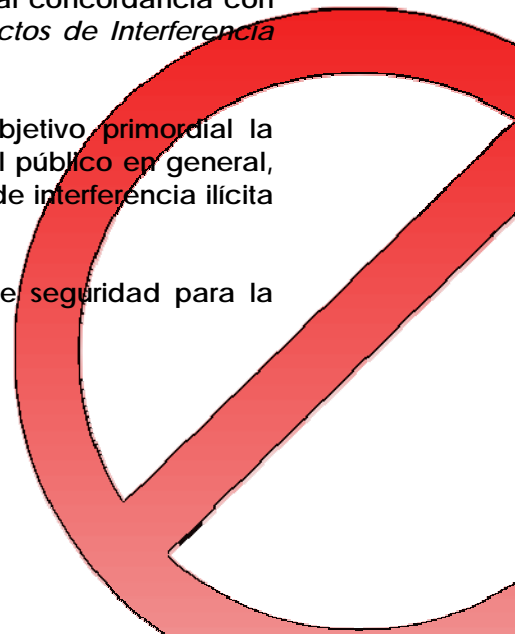 al concordancia con
ctos de Interferencia
bjetivo primordial la
l público en general,
de interferencia ilícita
e seguridad para la